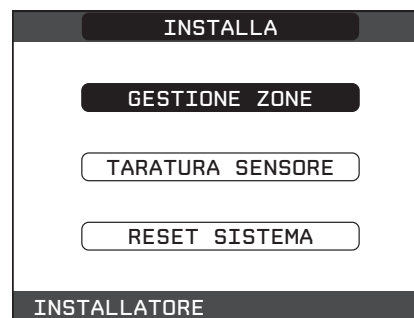 INSTALLA
GESTIONE ZONE
TARATURA SENSORE
RESET SISTEMA
INSTALLATORE